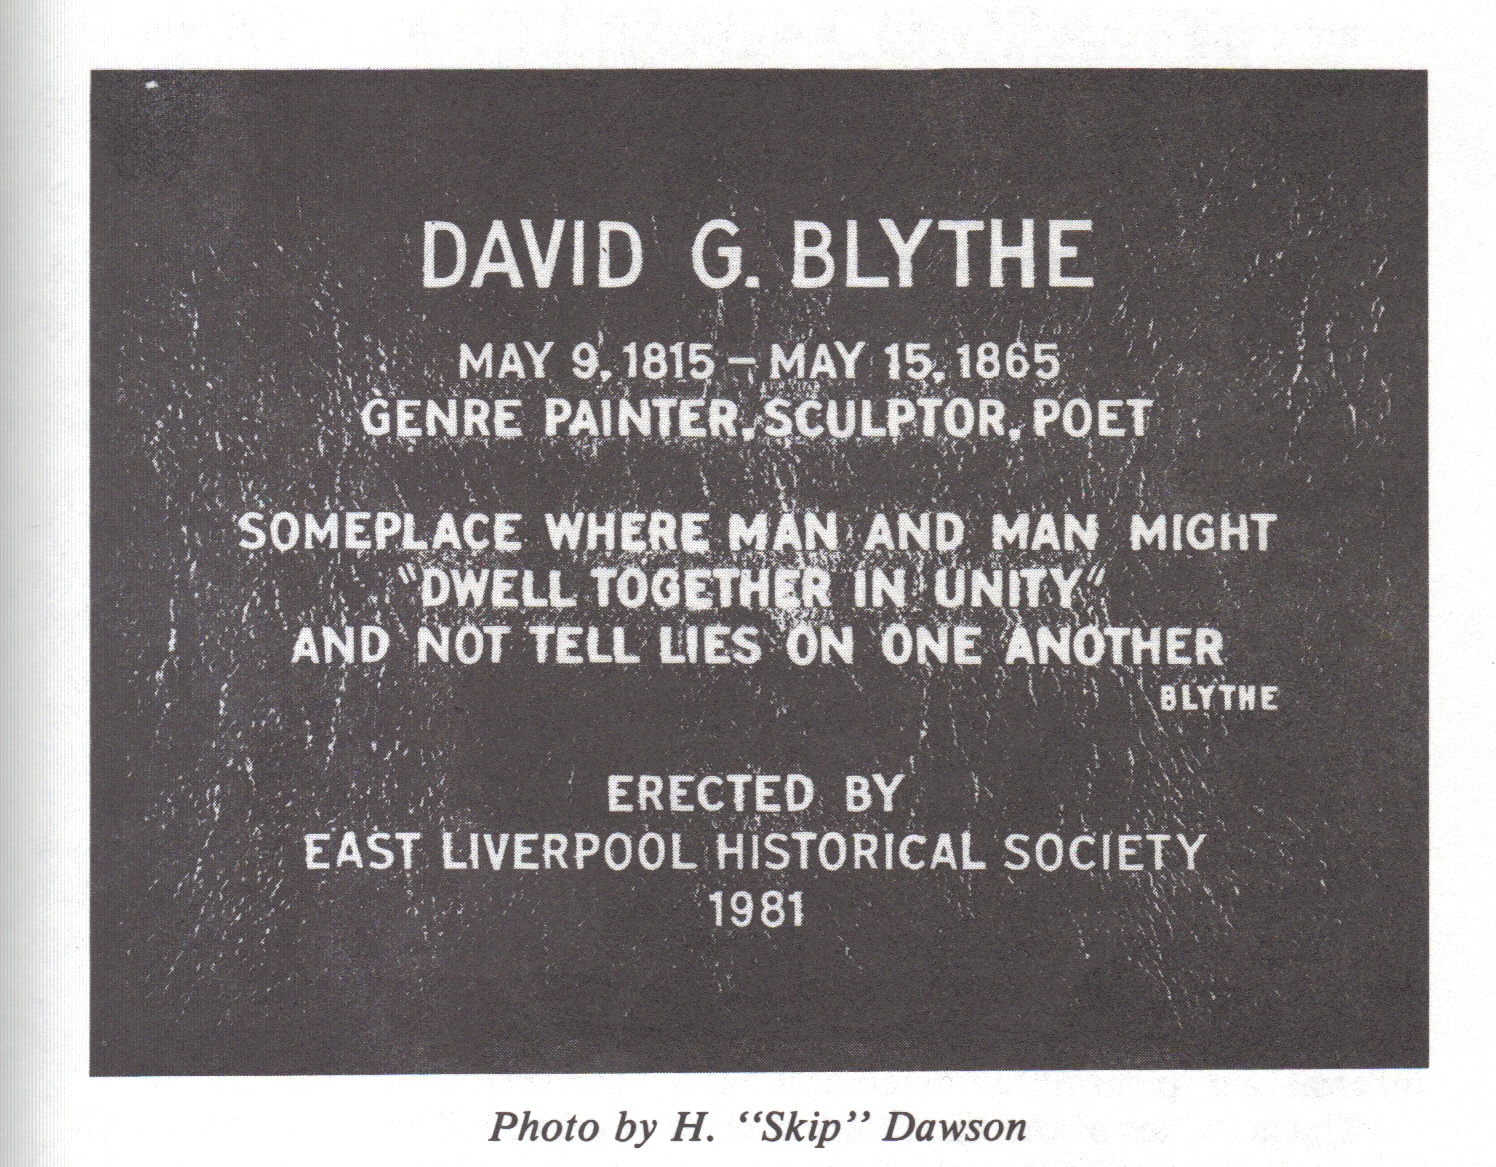 DAVID G. BLYTHE
MAY 9, 1815 – MAY 15, 1865
GENRE PAINTER, SCULPTOR, POET
SOMEPLACE WHERE MAN AND MAN MIGHT
"DWELL TOGETHER IN UNITY"
AND NOT TELL LIES ON ONE ANOTHER
BLYTHE
ERECTED BY
EAST LIVERPOOL HISTORICAL SOCIETY
1981
Photo by H. “Skip” Dawson